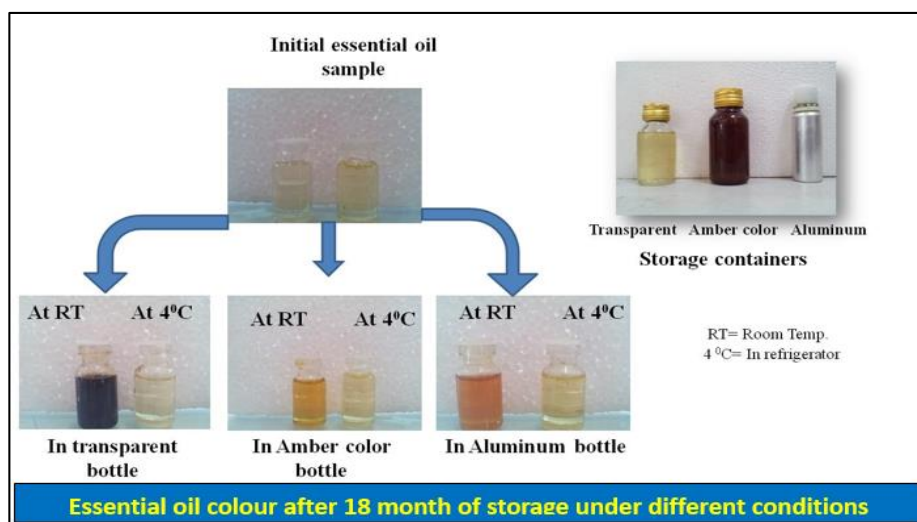 Initial essential oil
sample
Transparent Amber color Aluminum
Storage containers
At RT At 4⁰C
At RT At 4⁰C
At RT At 4⁰C
RT= Room Temp.
4 ⁰C= In refrigerator
In transparent
bottle
In Amber color
bottle
In Aluminum bottle
Essential oil colour after 18 month of storage under different conditions